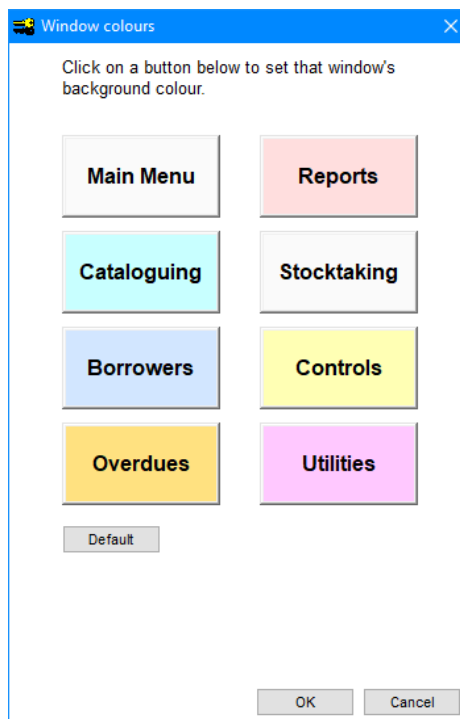 Window colours
Click on a button below to set that window's
background colour.
Main Menu
Reports
Cataloguing
Stocktaking
Borrowers
Controls
Overdues
Utilities
Default
OK
Cancel